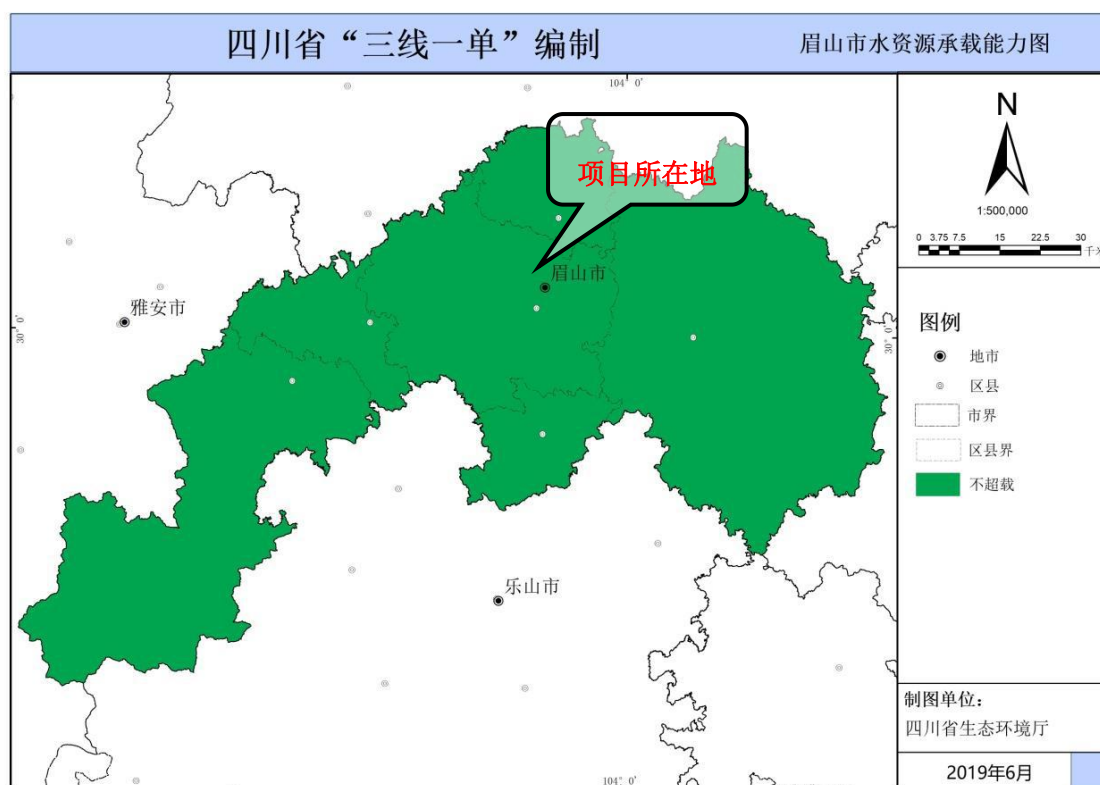 四川省“三线一单”编制
眉山市水资源承载能力图
104° 0′
项目所在地
眉山市
雅安市
30° 0′
30° 0′
乐山市
104° 0′
N
1:500,000
0 3.75 7.5 15 22.5 30
千米
图例
地市
区县
市界
区县界
不超载
制图单位：
四川省生态环境厅
2019年6月